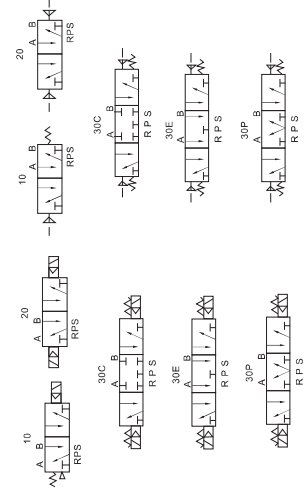 10 20 10 20
A B A B A B A B
RPS RPS RPS RPS
30C 30C
A B A B
R P S R P S
30E 30E
A B A B
R P S R P S
30P 30P
A B A B
R P S R P S